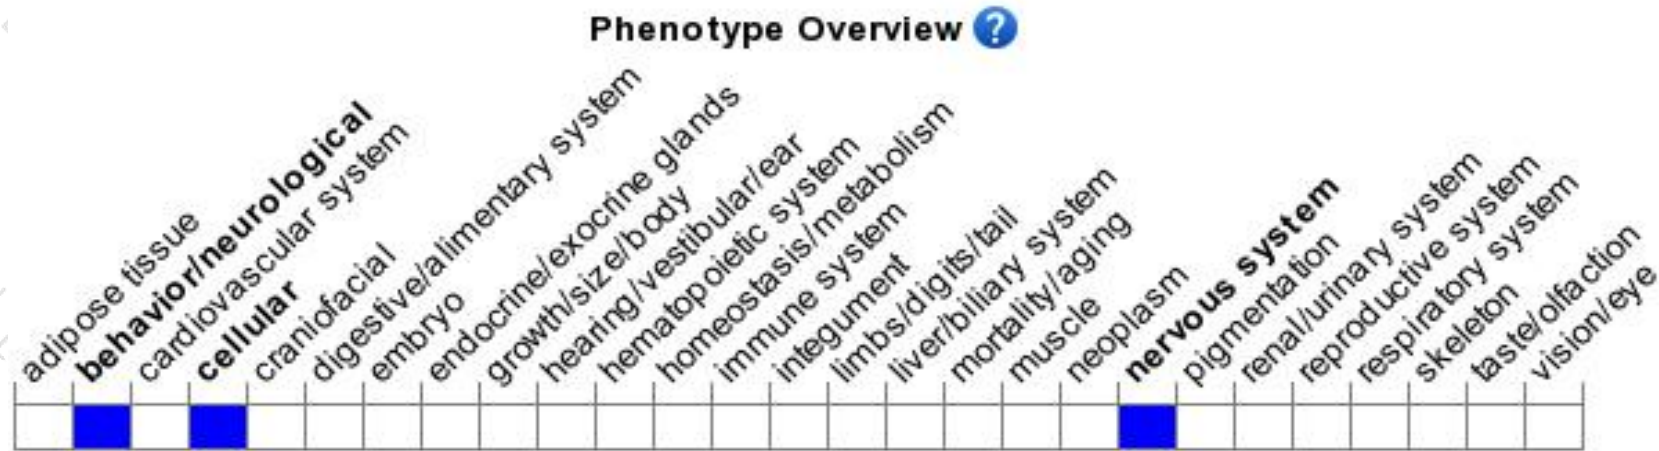 Phenotype Overview ?
adipose tissue
behavior/neurological
cardiovascular system
cellular
craniofacial
digestive/alimentary system
embryo
endocrine/exocrine glands
growth/size/body
hearing/vestibular/ear
hematopoietic system
homeostasis/metabolism
immune system
integument
limbs/digits/tail
liver/biliary system
mortality/aging
muscle
neoplasm
nervous system
pigmentation
renal/urinary system
reproductive system
respiratory system
skeleton
taste/olfaction
vision/eye